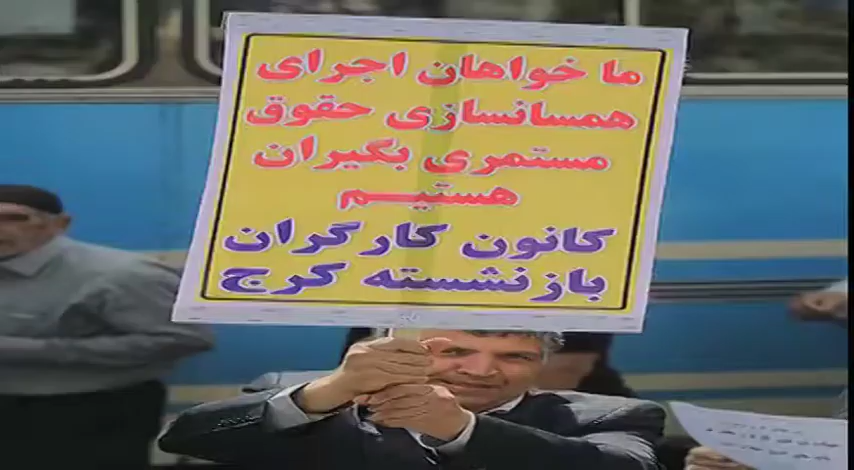 ما خواهان اجرای
همسانسازی حقوق
مستمری بگیران
هستیم
کانون کارگران
بازنشسته کرج